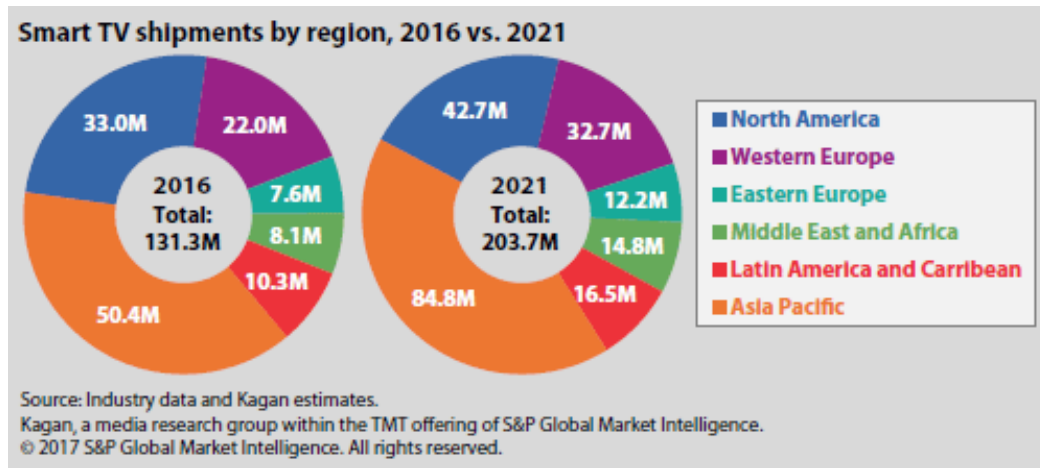 Smart TV shipments by region, 2016 vs. 2021
33.0M
22.0M
7.6M
8.1M
10.3M
50.4M
2016
Total:
131.3M
42.7M
32.7M
12.2M
14.8M
16.5M
84.8M
2021
Total:
203.7M
North America
Western Europe
Eastern Europe
Middle East and Africa
Latin America and Carribean
Asia Pacific
Source: Industry data and Kagan estimates.
Kagan, a media research group within the TMT offering of S&P Global Market Intelligence.
© 2017 S&P Global Market Intelligence. All rights reserved.